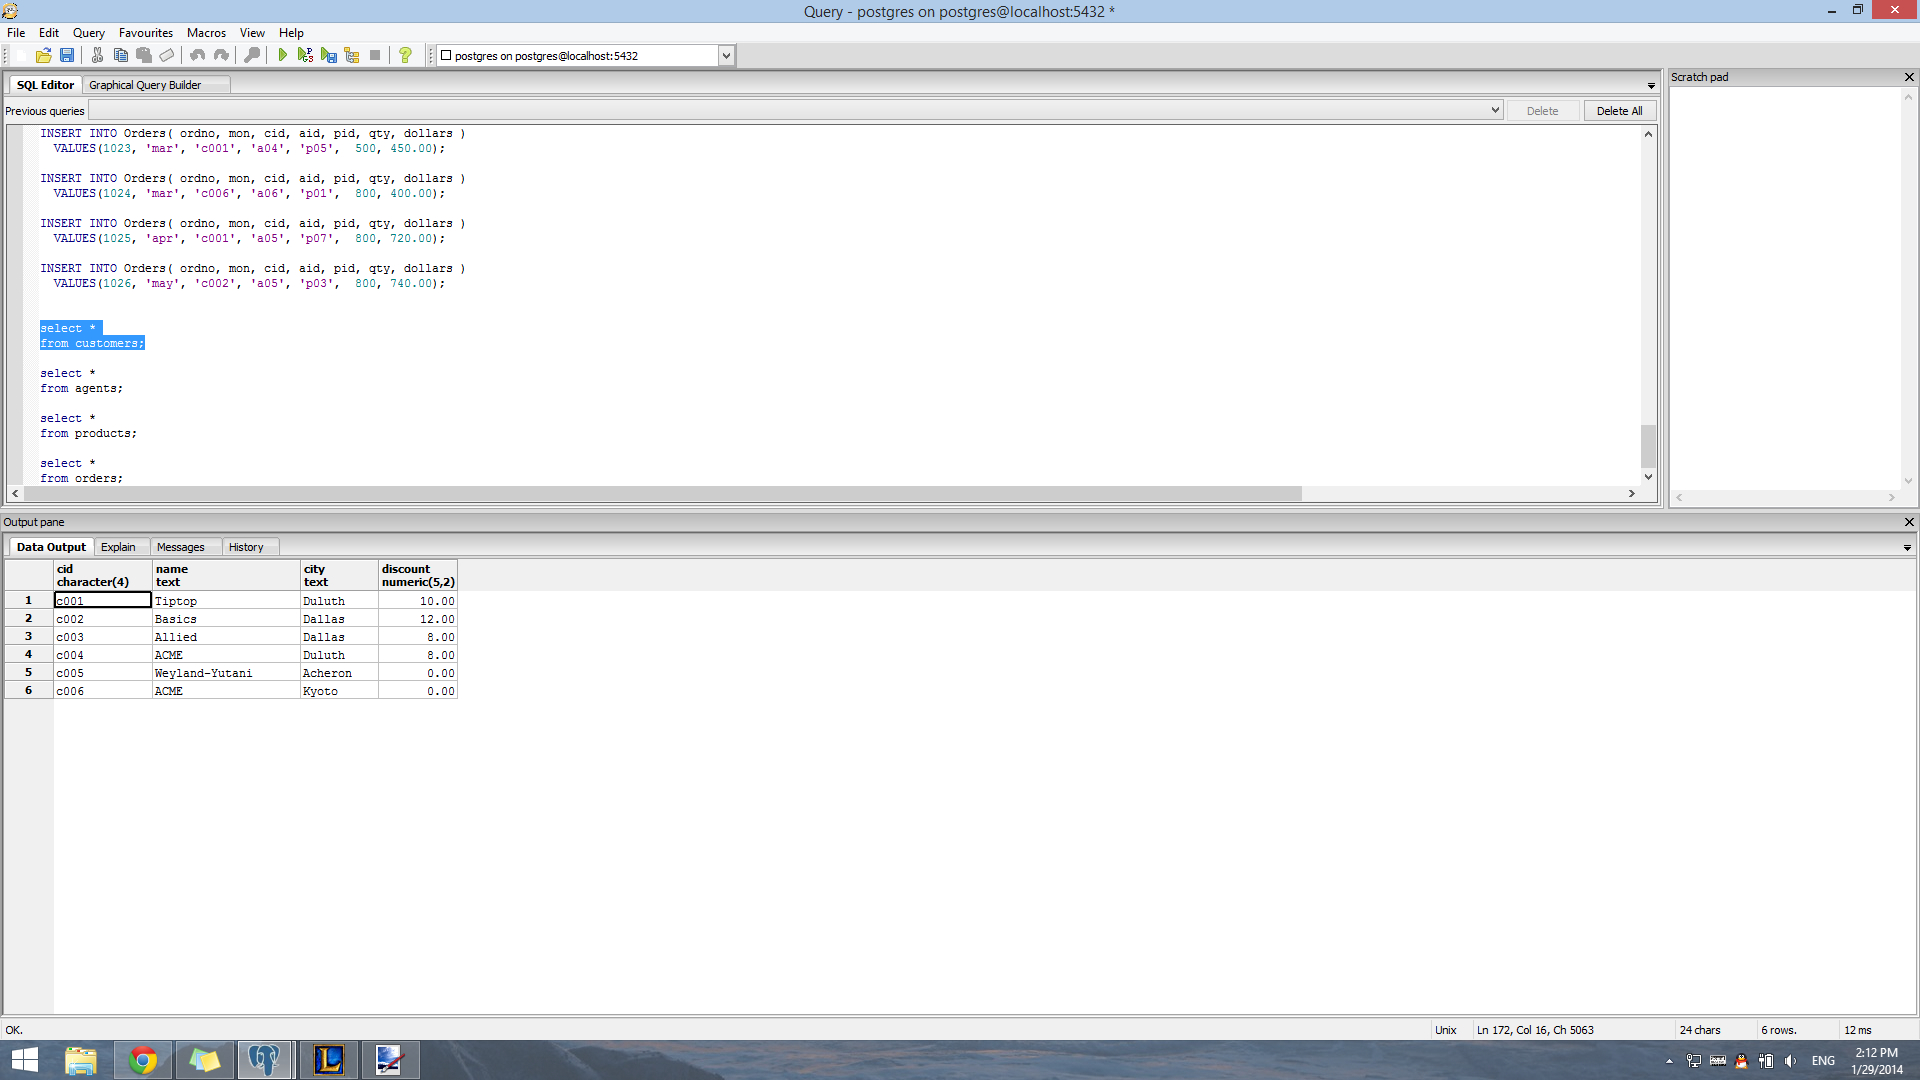 Query - postgres on postgres@localhost:5432 *
File Edit Query Favourites Macros View Help
postgres on postgres@localhost:5432
SQL Editor Graphical Query Builder
Scratch pad
Previous queries Delete Delete All
INSERT INTO Orders( ordno, mon, cid, aid, pid, qty, dollars )
VALUES(1023, 'mar', 'c001', 'a04', 'p05',  500, 450.00);
INSERT INTO Orders( ordno, mon, cid, aid, pid, qty, dollars )
VALUES(1024, 'mar', 'c006', 'a06', 'p01',  800, 400.00);
INSERT INTO Orders( ordno, mon, cid, aid, pid, qty, dollars )
VALUES(1025, 'apr', 'c001', 'a05', 'p07',  800, 720.00);
INSERT INTO Orders( ordno, mon, cid, aid, pid, qty, dollars )
VALUES(1026, 'may', 'c002', 'a05', 'p03',  800, 740.00);
select *
from customers;
select *
from agents;
select *
from products;
select *
from orders;
Output pane
Data Output Explain Messages History
cid name city discount
character(4) text text numeric(5,2)
1 c001 Tiptop Duluth 10.00
2 c002 Basics Dallas 12.00
3 c003 Allied Dallas 8.00
4 c004 ACME Duluth 8.00
5 c005 Weyland-Yutani Acheron 0.00
6 c006 ACME Kyoto 0.00
OK. Unix Ln 172, Col 16, Ch 5063 24 chars 6 rows. 12 ms
ENG 2:12 PM
1/29/2014